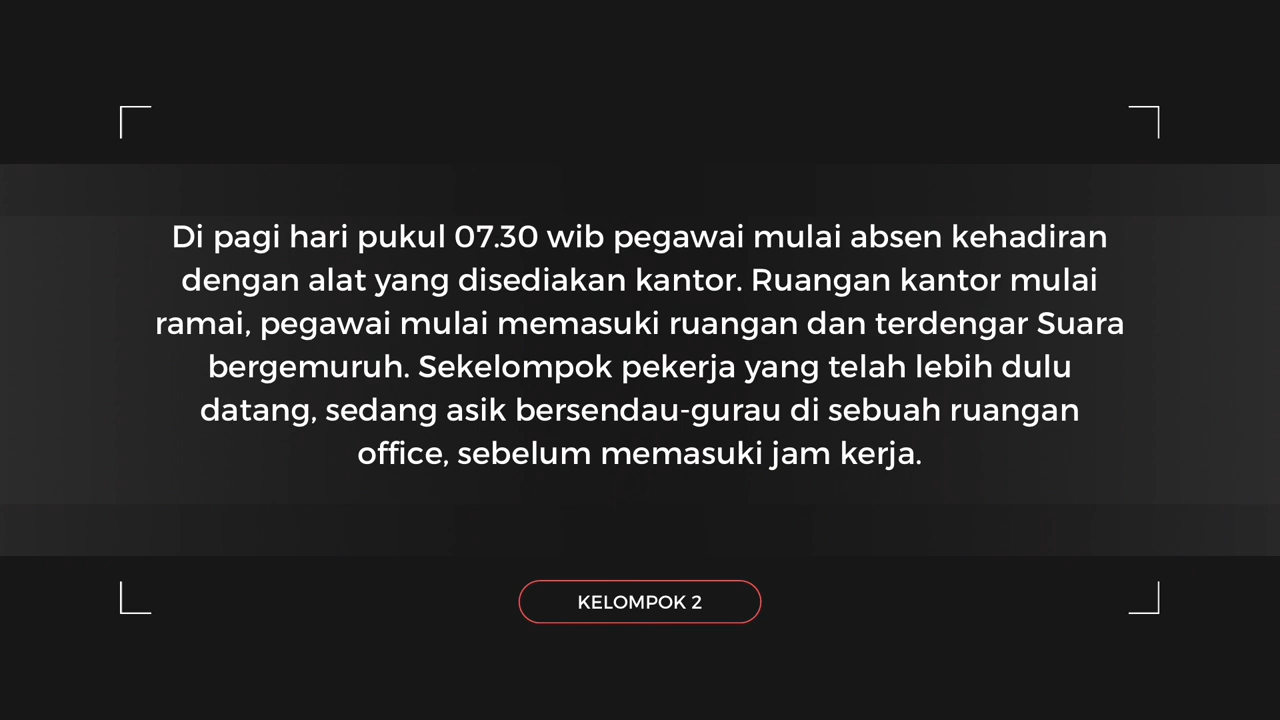 Di pagi hari pukul 07.30 wib pegawai mulai absen kehadiran
dengan alat yang disediakan kantor. Ruangan kantor mulai
ramai, pegawai mulai memasuki ruangan dan terdengar Suara
bergemuruh. Sekelompok pekerja yang telah lebih dulu
datang, sedang asik bersendau-gurau di sebuah ruangan
office, sebelum memasuki jam kerja.
KELOMPOK 2